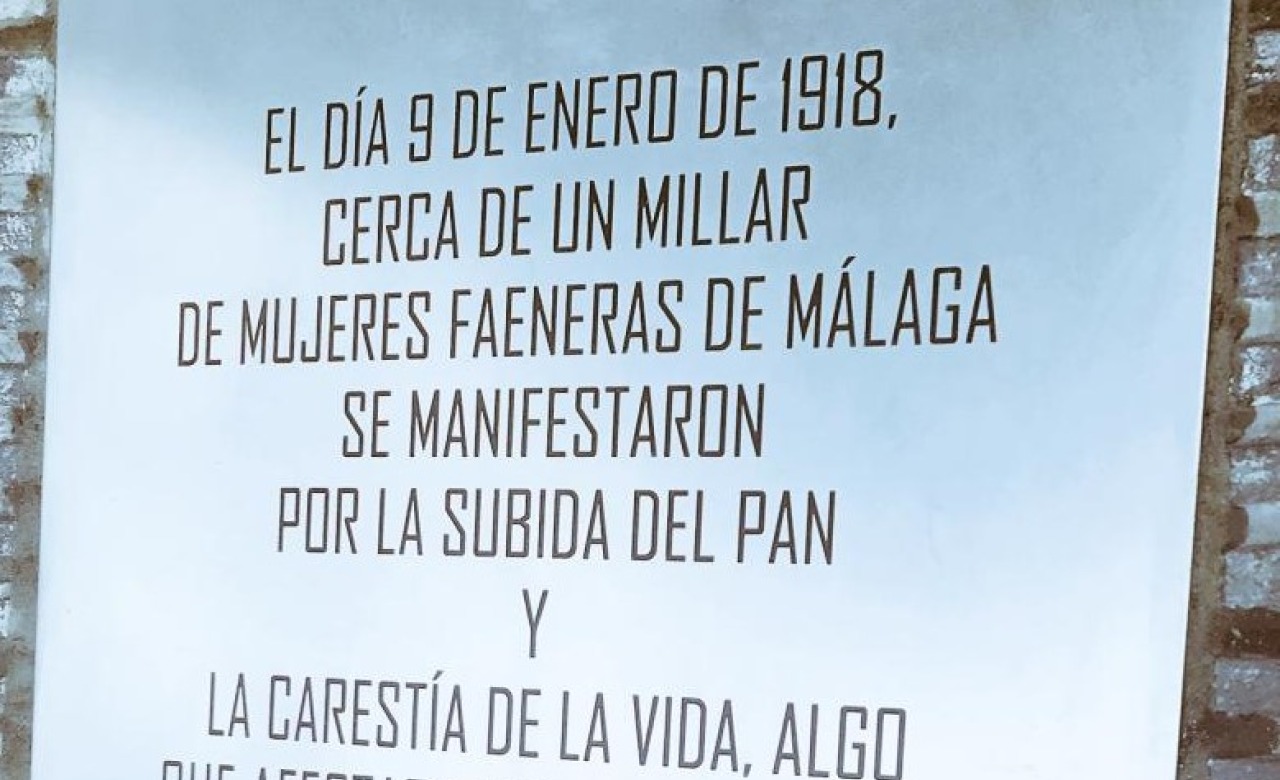 EL DÍA 9 DE ENERO DE 1918,
CERCA DE UN MILLAR
DE MUJERES FAENERAS DE MÁLAGA
SE MANIFESTARON
POR LA SUBIDA DEL PAN
Y
LA CARESTÍA DE LA VIDA, ALGO
QUE